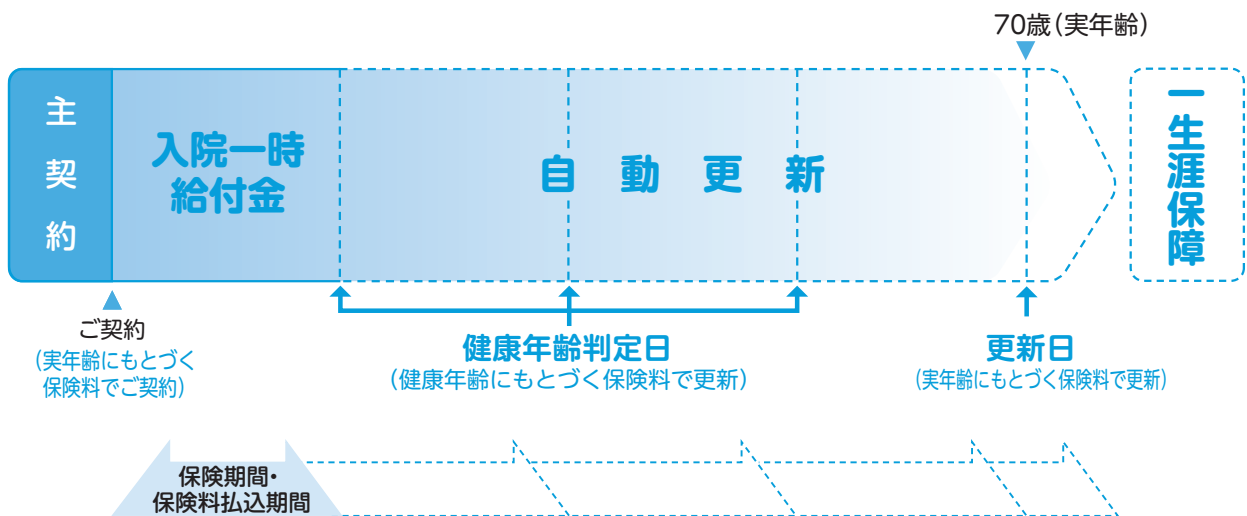 70歳（実年齢）
主契約
入院一時
給付金
自動更新
一生涯保障
ご契約
（実年齢にもとづく
保険料でご契約）
健康年齢判定日
（健康年齢にもとづく保険料で更新）
更新日
（実年齢にもとづく保険料で更新）
保険期間・
保険料払込期間